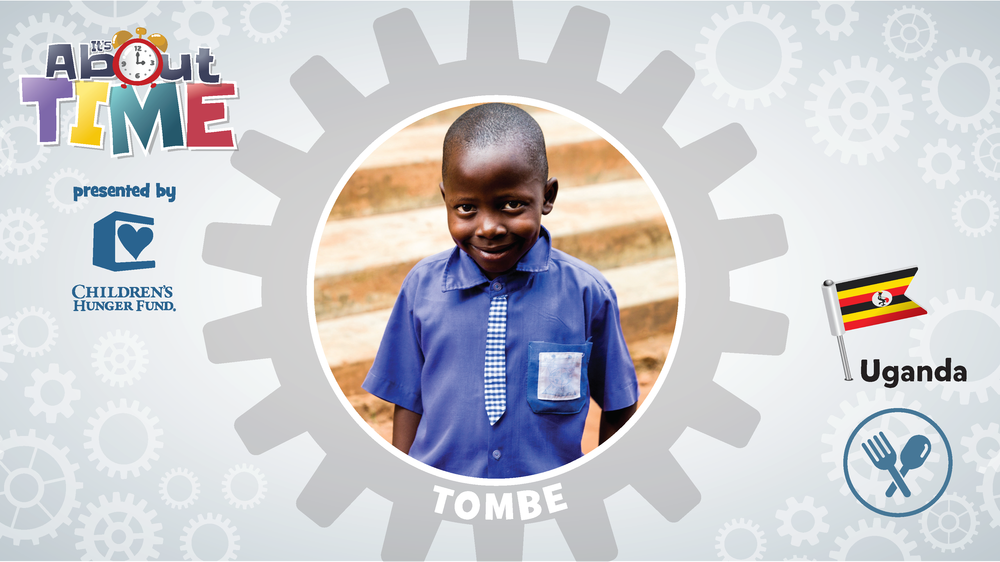 It's
About
12
9 3
6
TIME
presented by
CHILDREN'S
HUNGER FUND®
Uganda
TOMBE